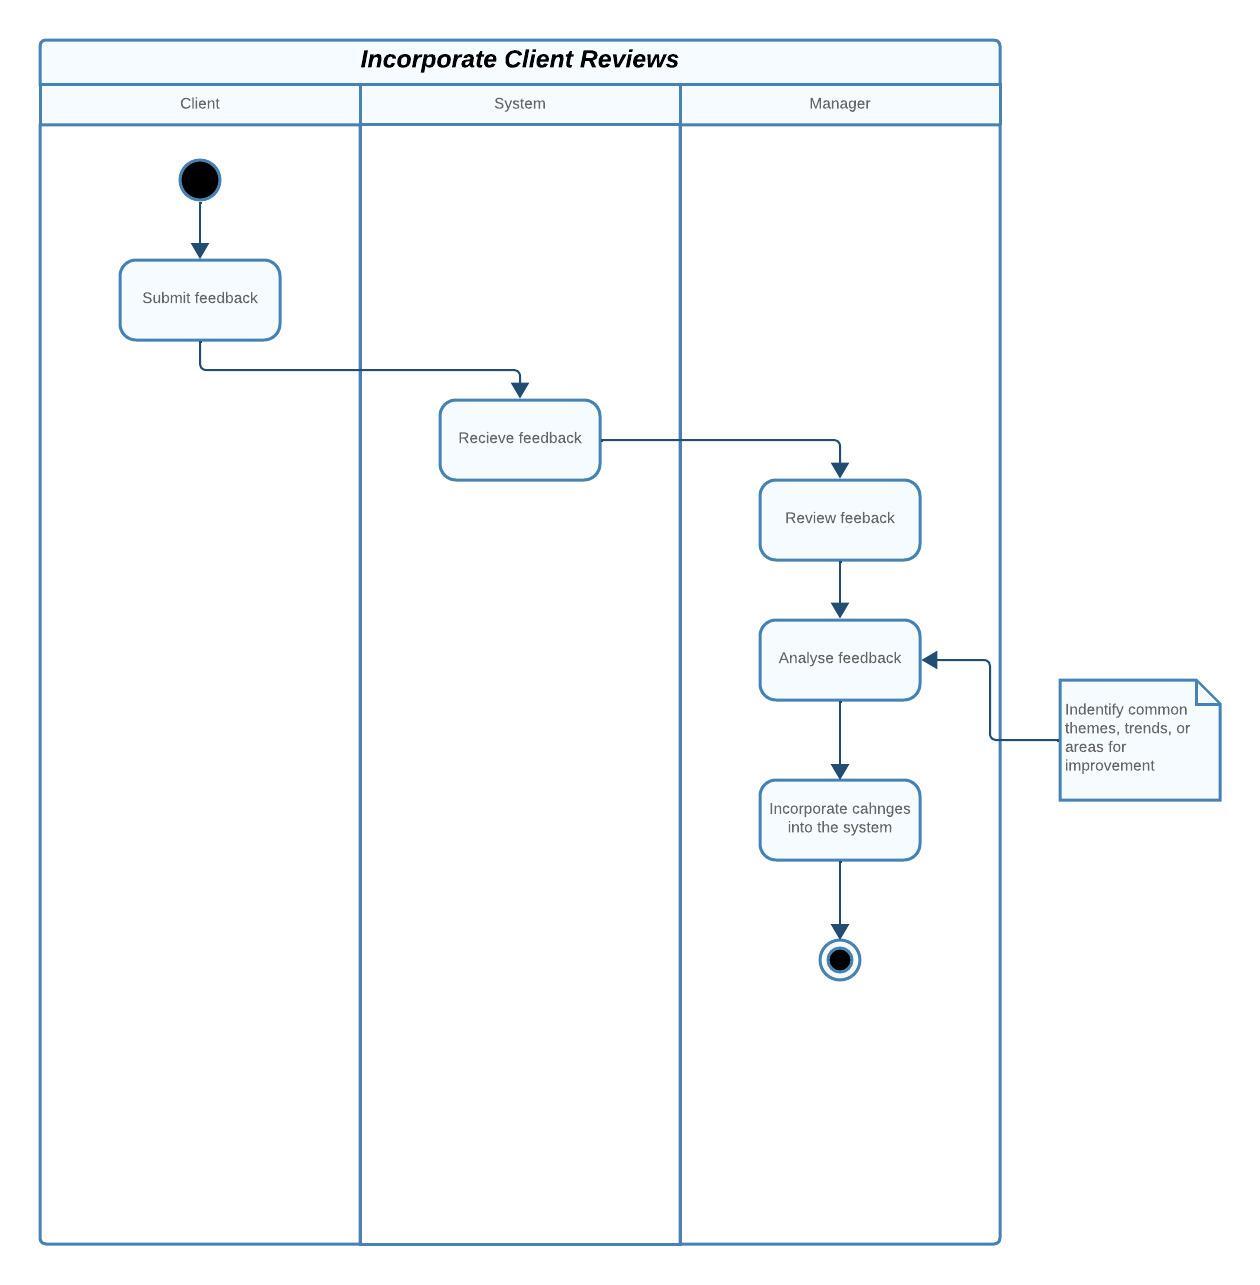 Incorporate Client Reviews
Client
System
Manager
Submit feedback
Recieve feedback
Review feeback
Analyse feedback
Indentify common
themes, trends, or
areas for
improvement
Incorporate cahnges
into the system